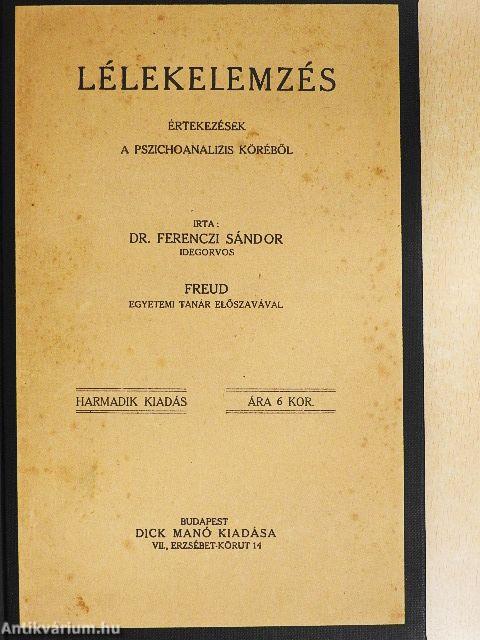 LÉLEKELEMZÉS
ÉRTEKEZÉSEK
A PSZICHOANALIZIS KÖRÉBŐL
IRTA:
DR. FERENCZI SÁNDOR
IDEGORVOS
FREUD
EGYETEMI TANÁR ELŐSZAVÁVAL
HARMADIK KIADÁS
ÁRA 6 KOR.
BUDAPEST
DICK MANÓ KIADÁSA
VII., ERZSÉBET-KÖRUT 14
Antikvárium.hu